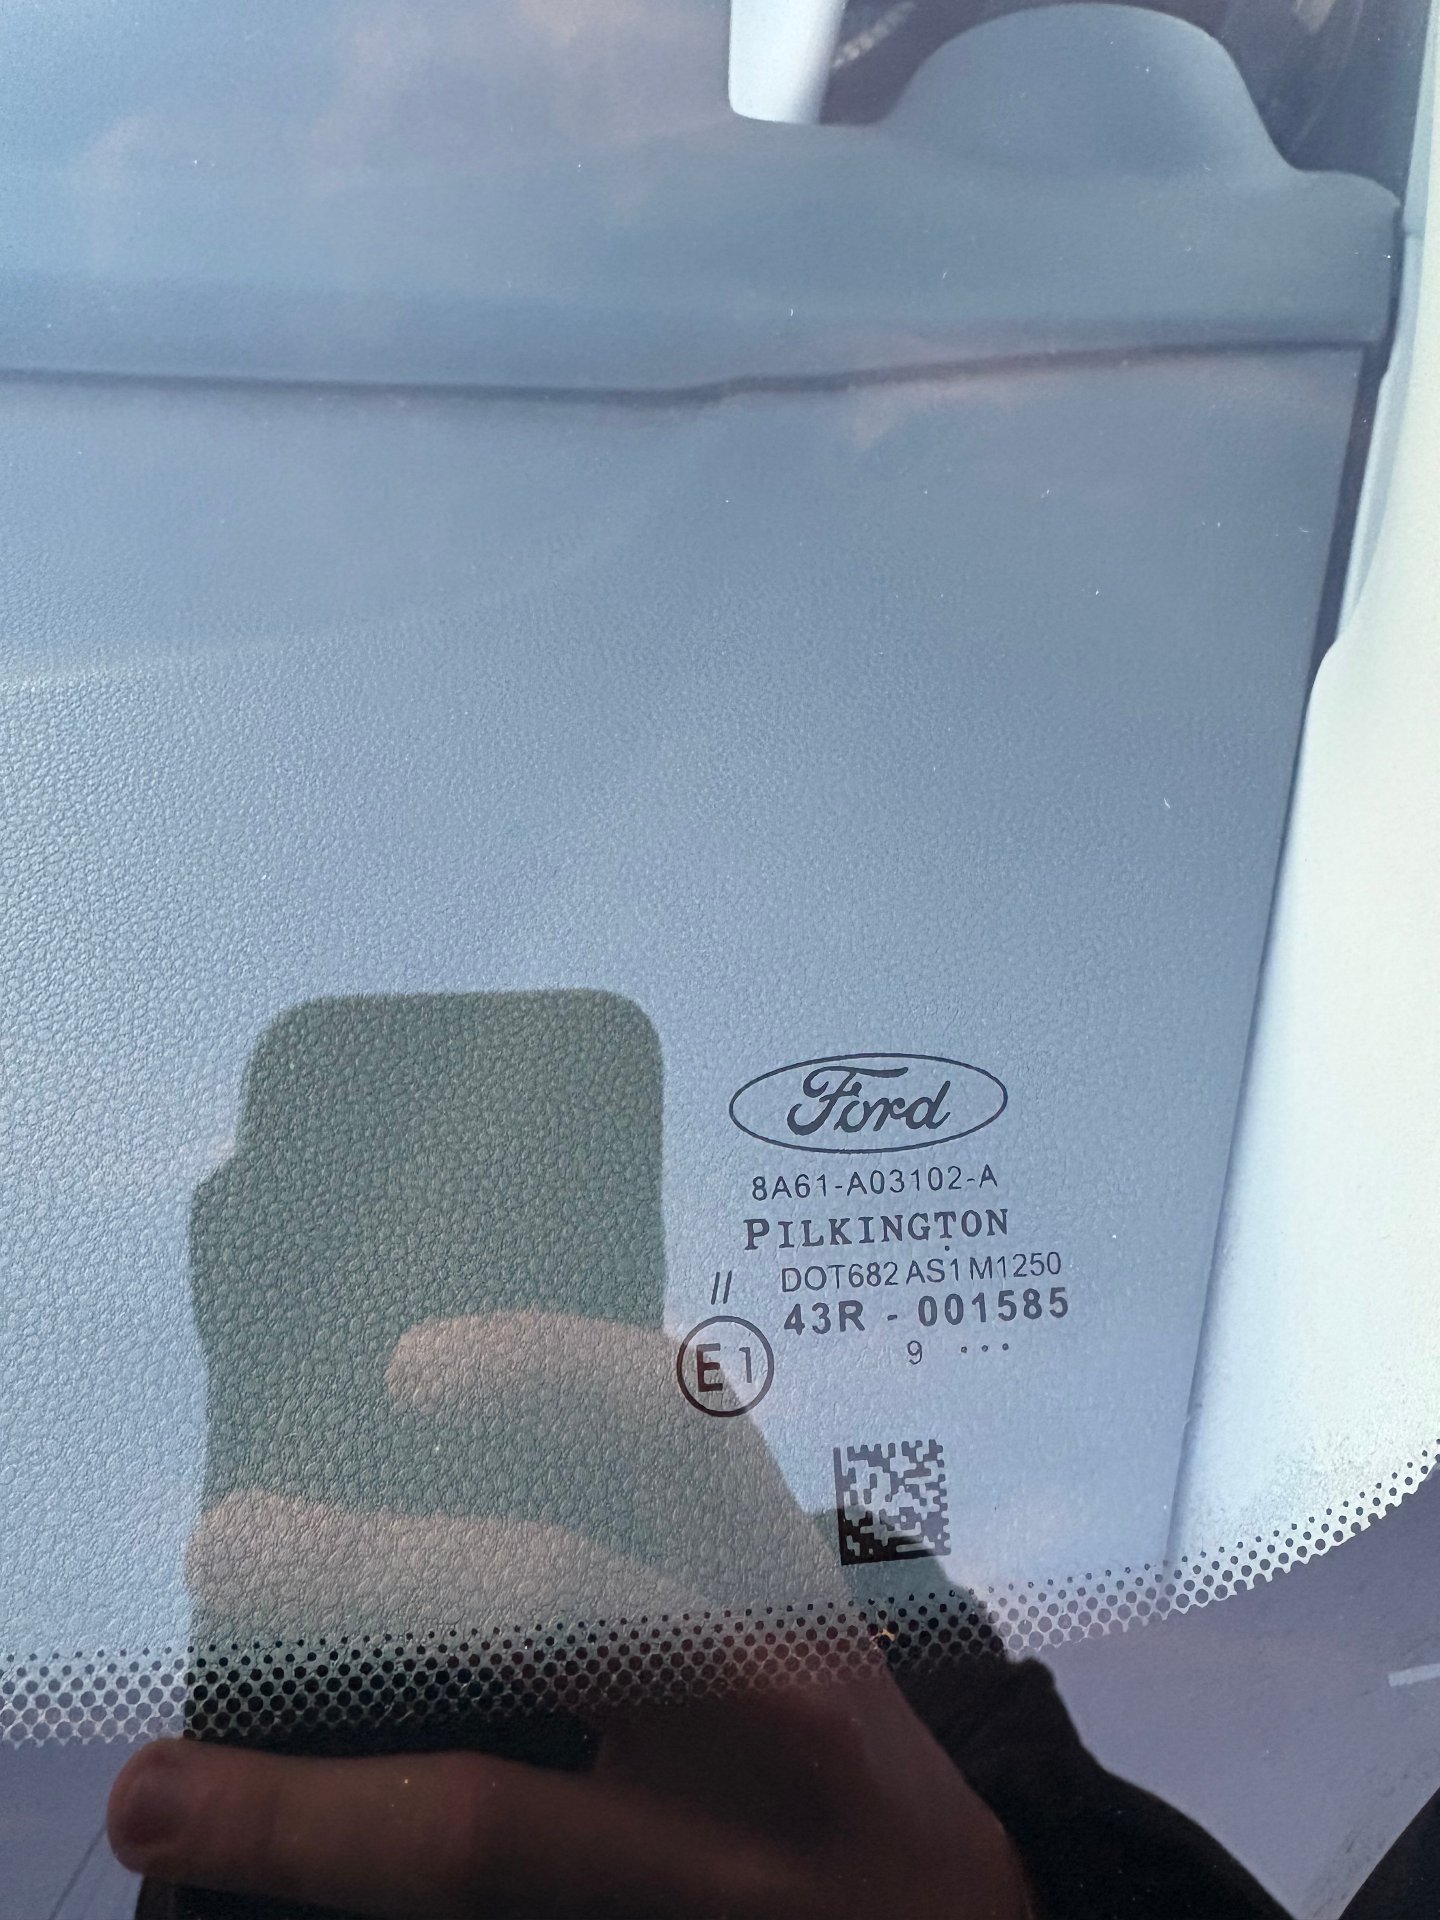 Ford
8A61-A03102-A
PILKINGTON
// DOT682 AS1 M1250
43R - 001585
E1 9 ...